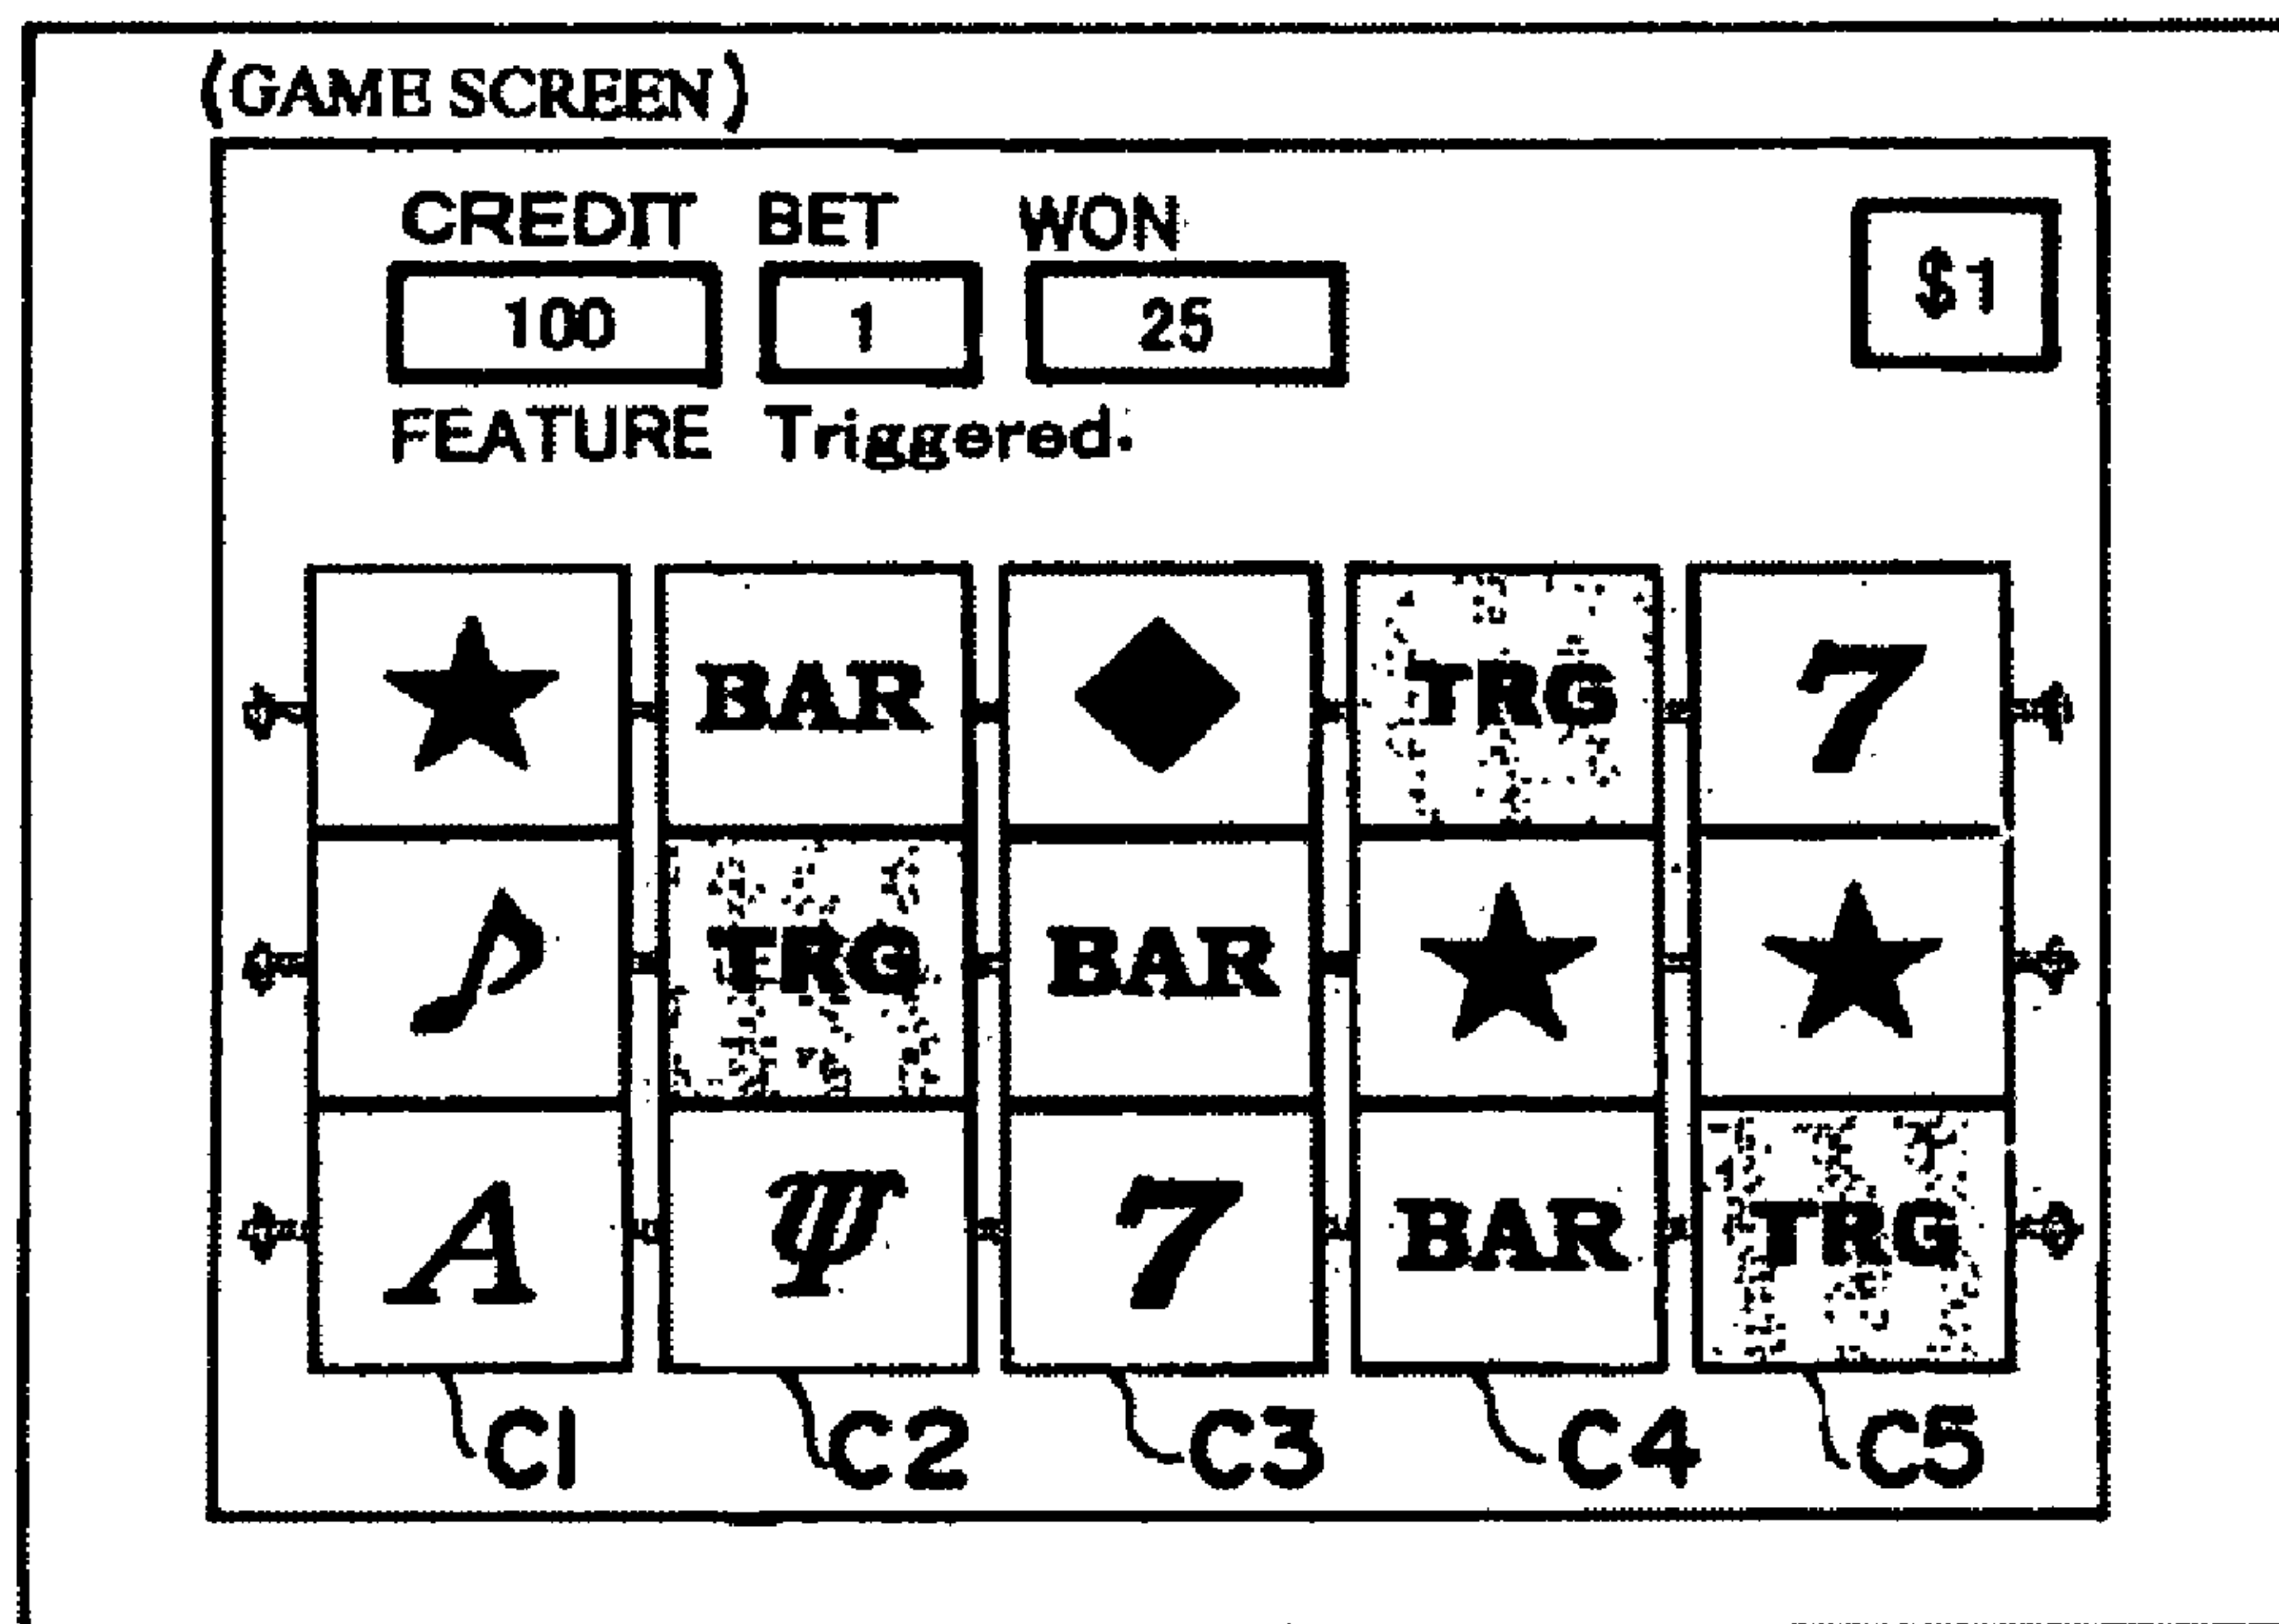 (GAME SCREEN)
CREDIT BET WON
100 1 25 $1
FEATURE Triggered.
BAR TRG 7
TRG BAR
A Ψ 7 BAR TRG
C1 C2 C3 C4 C5